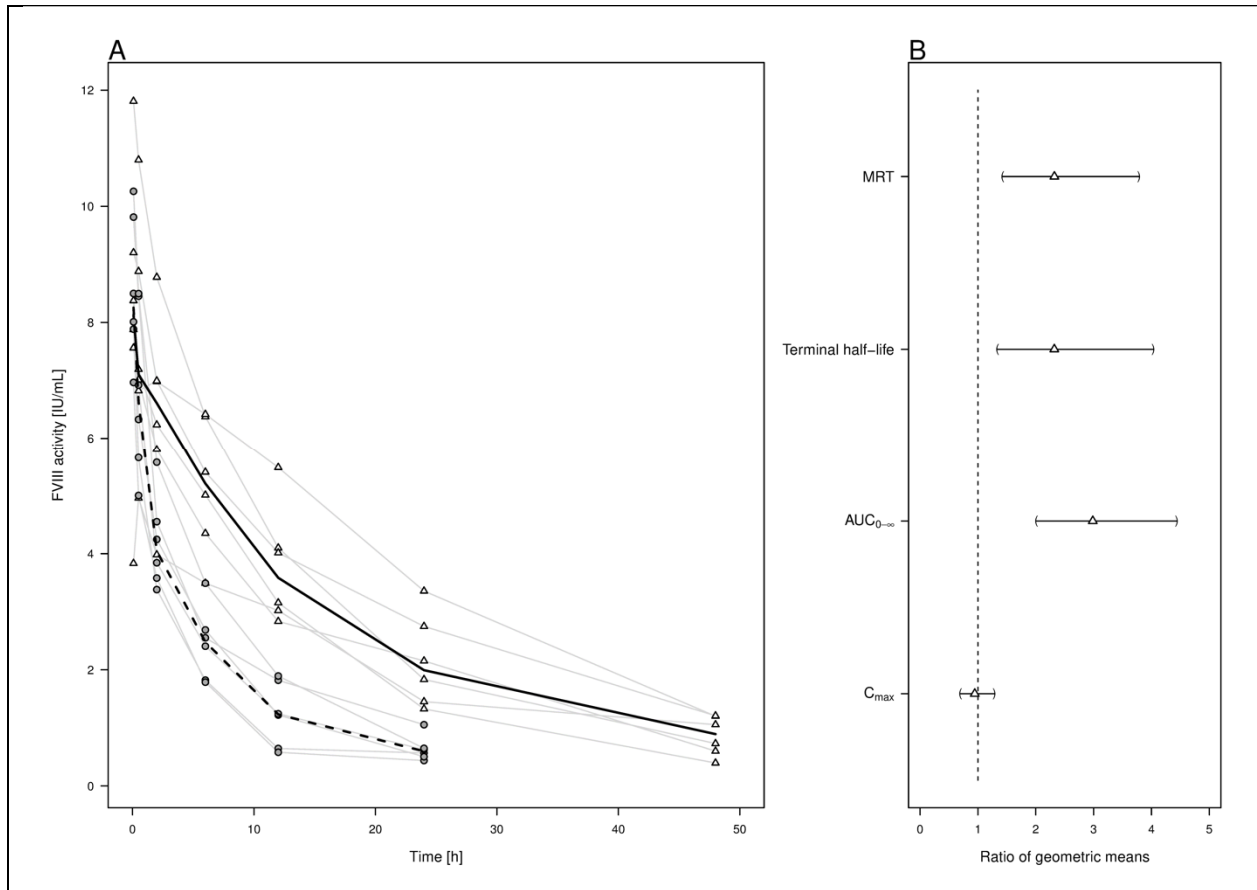 A
12
10
8
6
4
2
0
FVIII activity [IU/mL]
0 10 20 30 40 50
Time [h]
B
MRT
Terminal half−life
AUC0−∞
Cmax
0 1 2 3 4 5
Ratio of geometric means